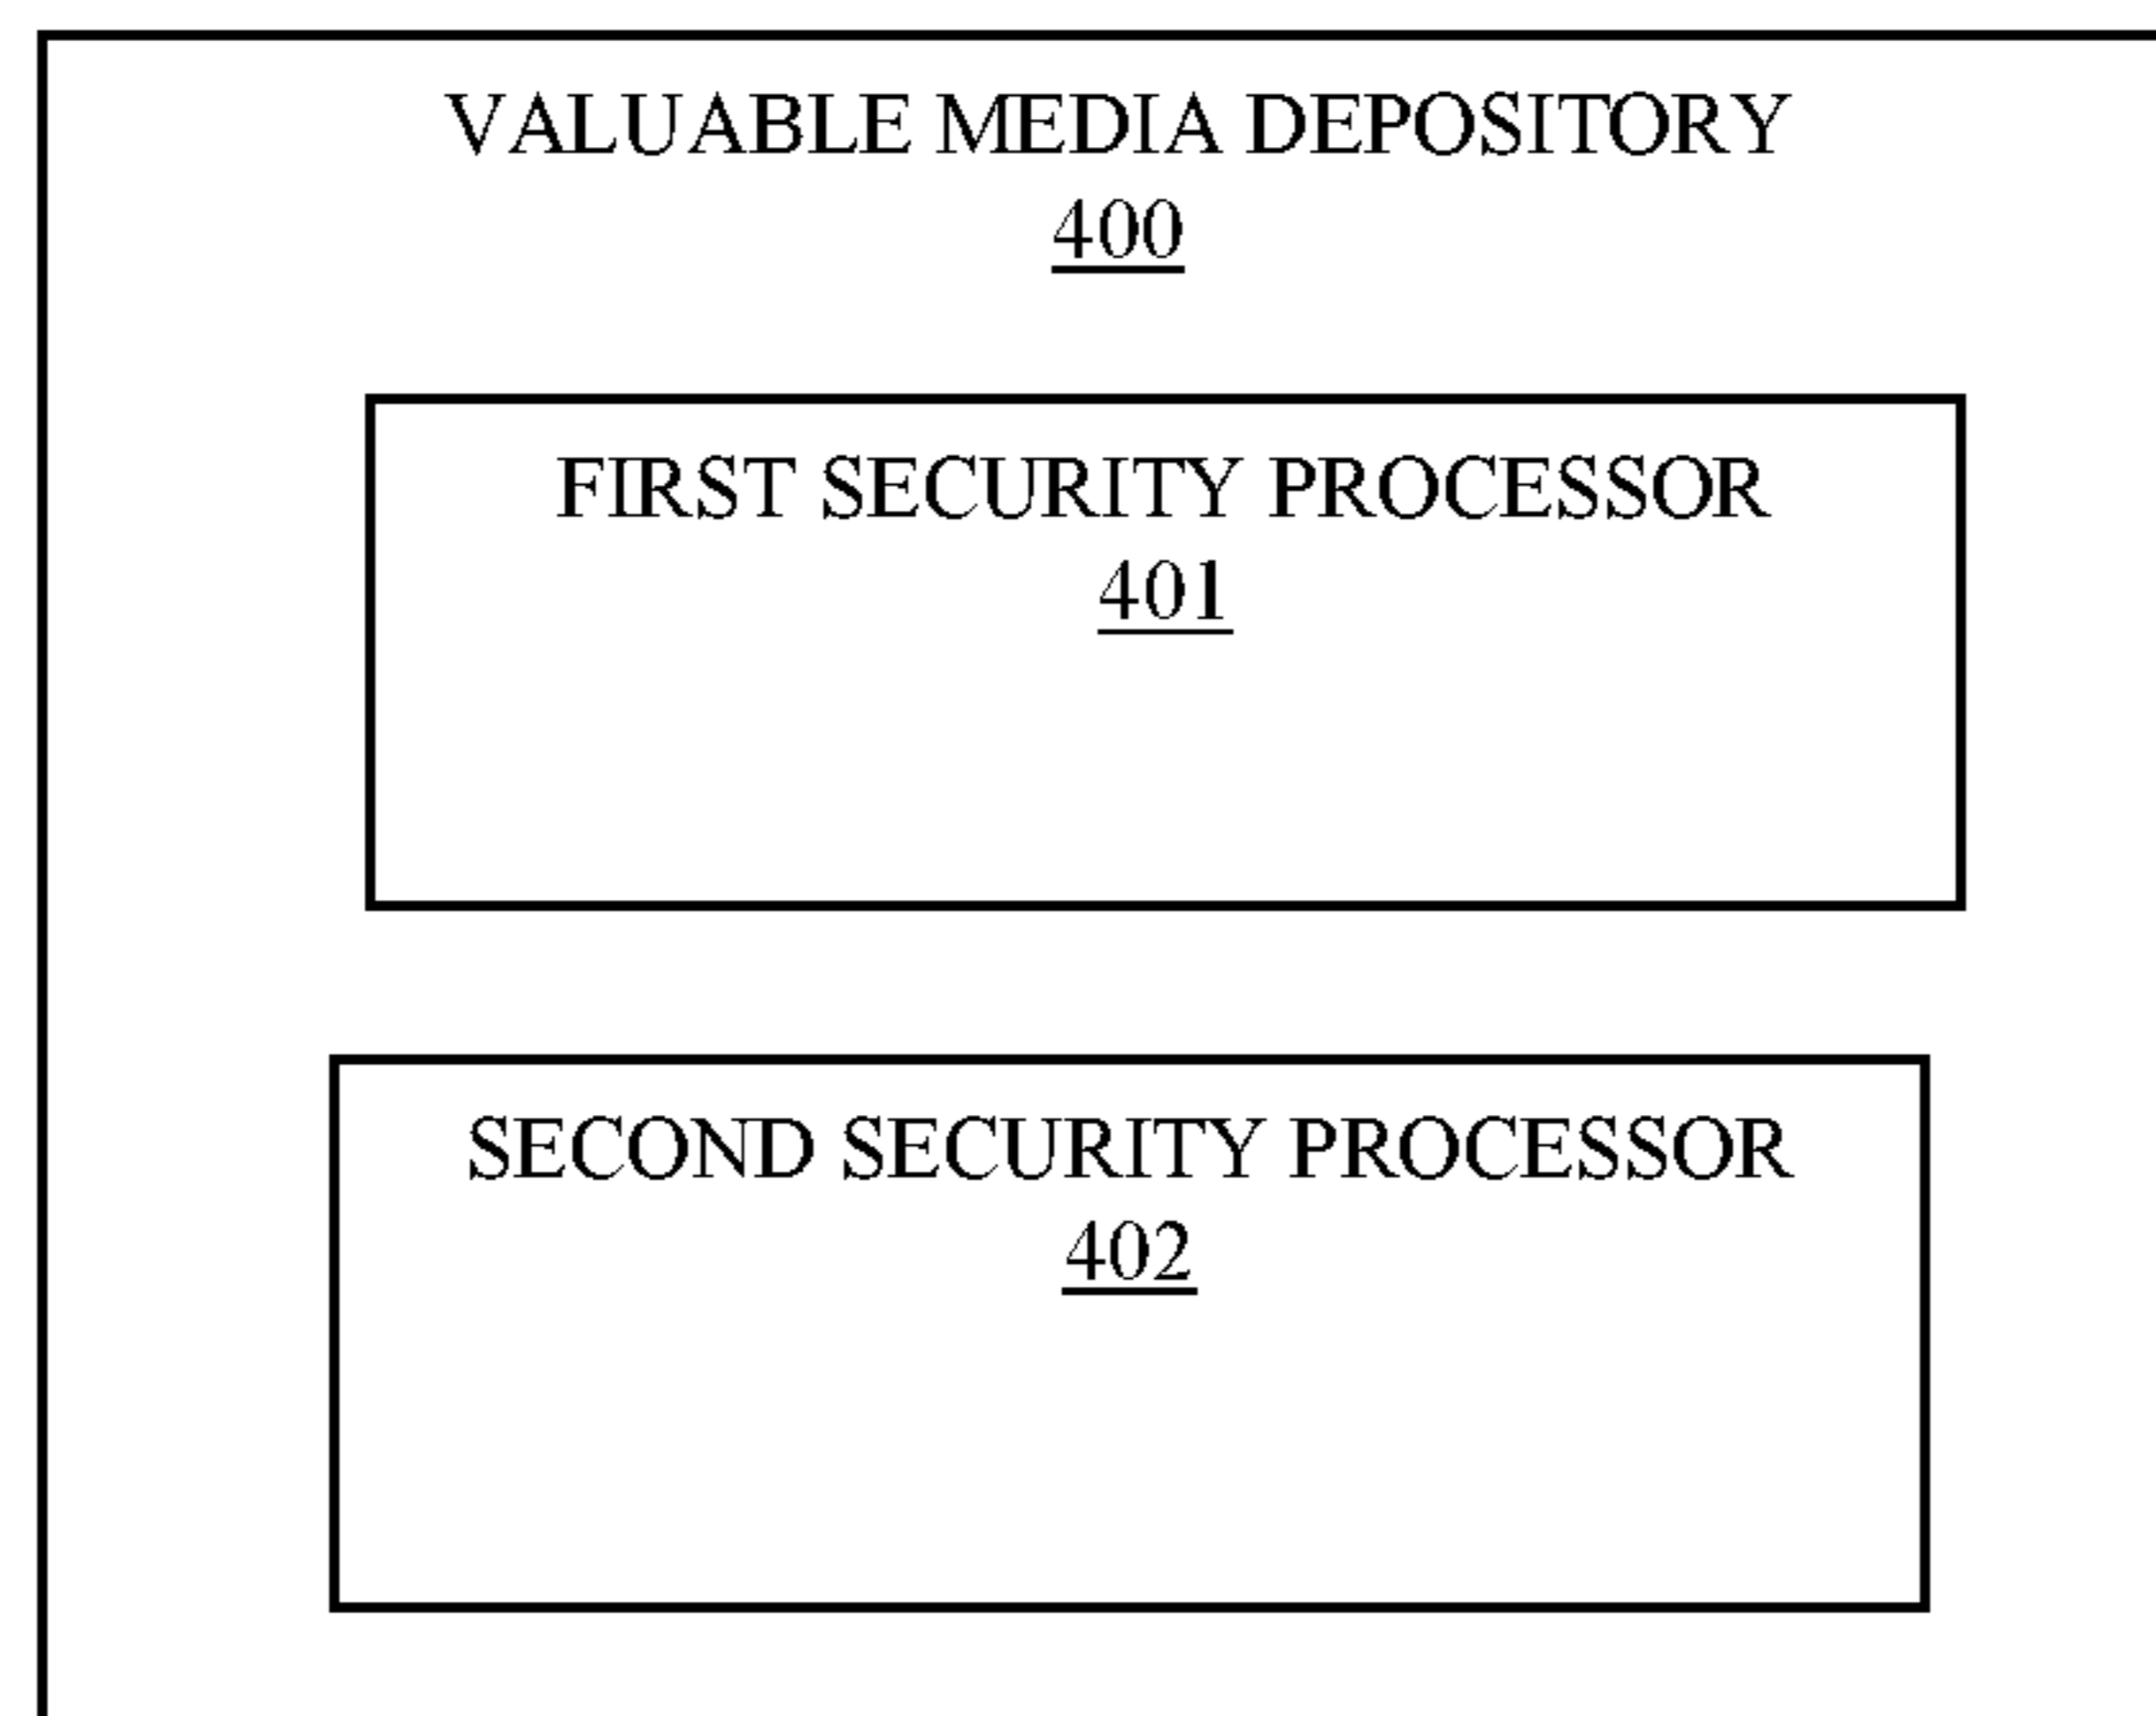 VALUABLE MEDIA DEPOSITORY
400
FIRST SECURITY PROCESSOR
401
SECOND SECURITY PROCESSOR
402